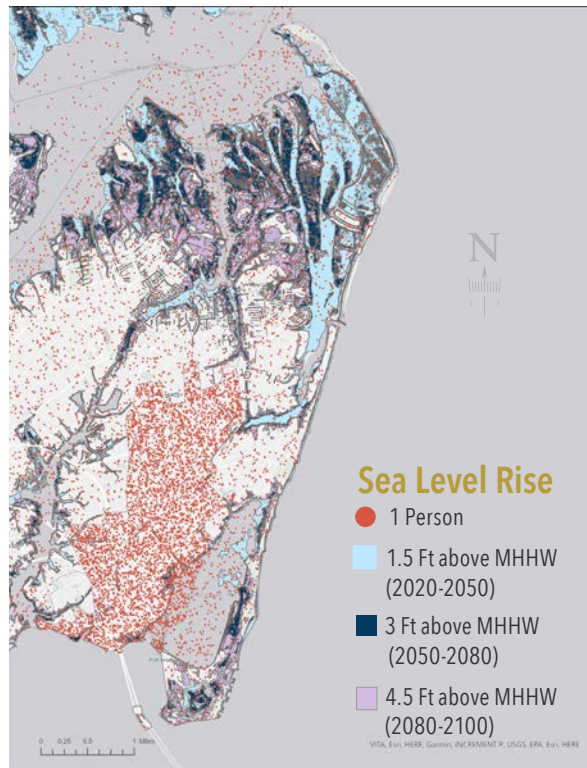 N
Sea Level Rise
1 Person
1.5 Ft above MHHW
(2020-2050)
3 Ft above MHHW
(2050-2080)
4.5 Ft above MHHW
(2080-2100)
0 0.25 0.5 1 Miles
VITA, Esri, HERE, Garmin, INCREMENT P, USGS, EPA, Esri, HERE